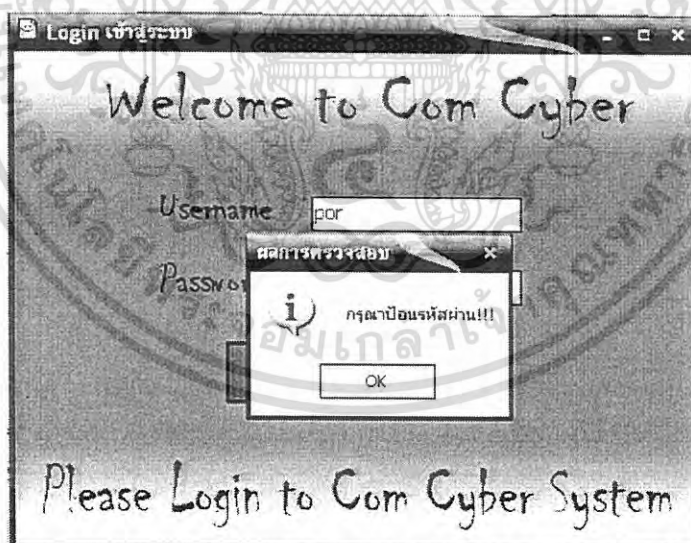 Login เข้าสู่ระบบ
Welcome to Com Cyber
Username por
ผลการตรวจสอบ
กรุณาป้อนรหัสผ่าน!!!
OK
Please Login to Com Cyber System